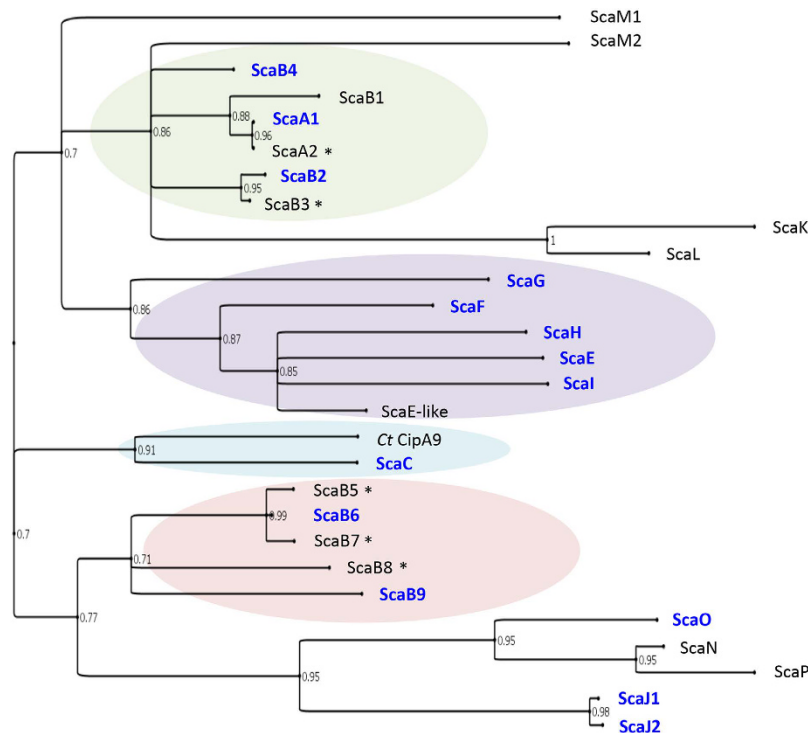 ScaM1
ScaM2
ScaB4
ScaB1
0.88
ScaA1
0.86
0.96
0.7
ScaA2 *
ScaB2
0.95
ScaB3 *
ScaK
1
ScaL
ScaG
0.86
ScaF
ScaH
0.87
ScaE
0.85
ScaI
ScaE-like
Ct CipA9
0.91
ScaC
ScaB5 *
0.99
ScaB6
0.7
ScaB7 *
0.71
ScaB8 *
ScaB9
0.77
ScaO
0.95
ScaN
0.95
ScaP
0.95
ScaJ1
0.98
ScaJ2